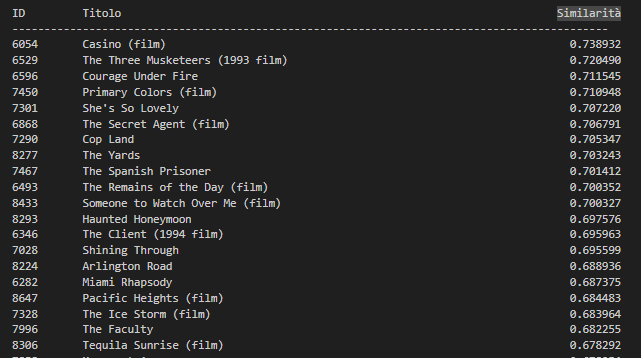 ID Titolo Similarità
--------------------------------------------------------------------------------
6054 Casino (film) 0.738932
6529 The Three Musketeers (1993 film) 0.720490
6596 Courage Under Fire 0.711545
7450 Primary Colors (film) 0.710948
7301 She's So Lovely 0.707220
6868 The Secret Agent (film) 0.706791
7290 Cop Land 0.705347
8277 The Yards 0.703243
7467 The Spanish Prisoner 0.701412
6493 The Remains of the Day (film) 0.700352
8433 Someone to Watch Over Me (film) 0.700327
8293 Haunted Honeymoon 0.697576
6346 The Client (1994 film) 0.695963
7028 Shining Through 0.695599
8224 Arlington Road 0.688936
6282 Miami Rhapsody 0.687375
8647 Pacific Heights (film) 0.684483
7328 The Ice Storm (film) 0.683964
7996 The Faculty 0.682255
8306 Tequila Sunrise (film) 0.678292